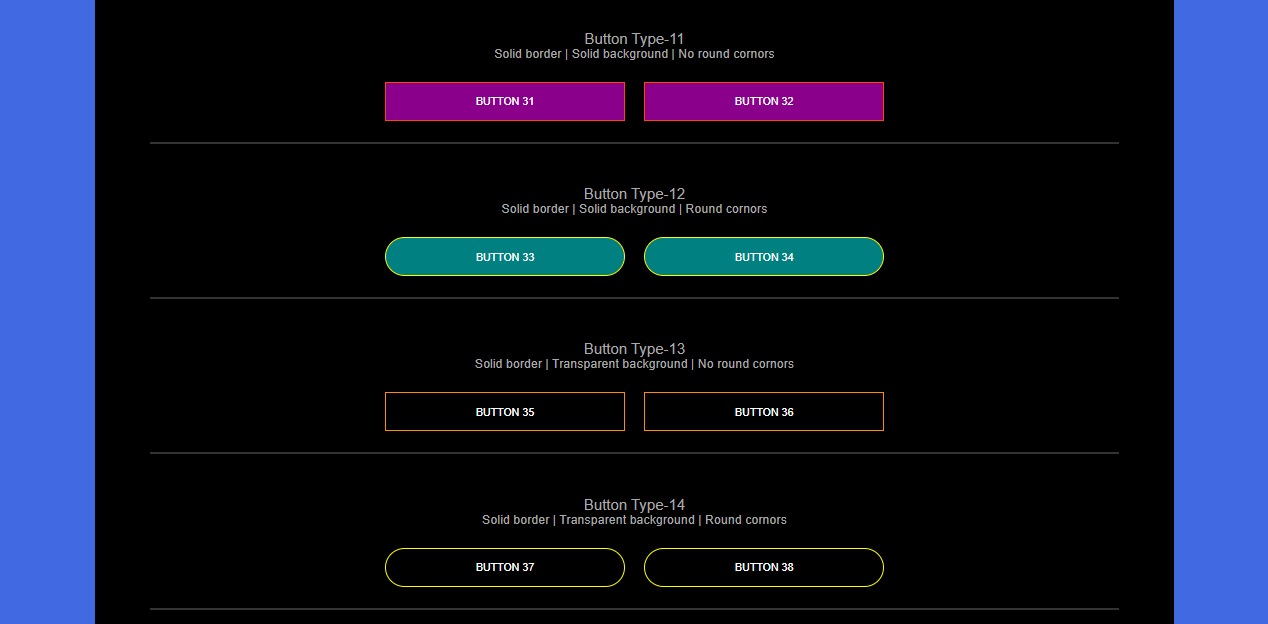 Button Type-11
Solid border | Solid background | No round cornors
BUTTON 31 BUTTON 32
Button Type-12
Solid border | Solid background | Round cornors
BUTTON 33 BUTTON 34
Button Type-13
Solid border | Transparent background | No round cornors
BUTTON 35 BUTTON 36
Button Type-14
Solid border | Transparent background | Round cornors
BUTTON 37 BUTTON 38